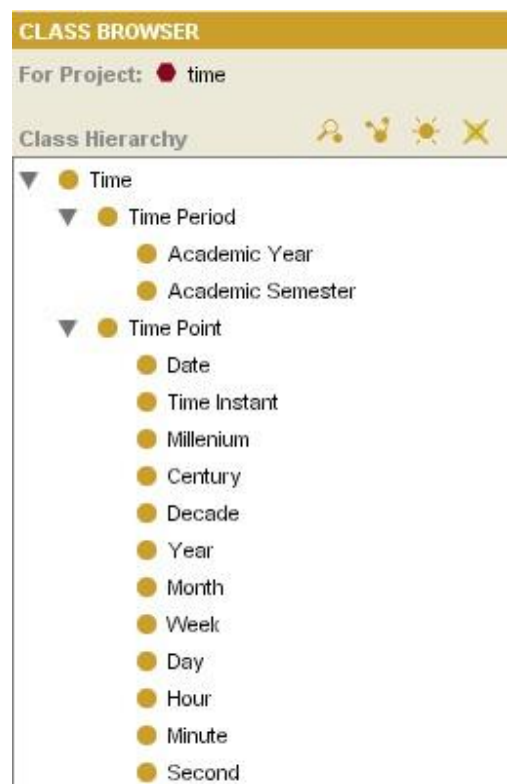 CLASS BROWSER
For Project: time
Class Hierarchy
Time
Time Period
Academic Year
Academic Semester
Time Point
Date
Time Instant
Millenium
Century
Decade
Year
Month
Week
Day
Hour
Minute
Second